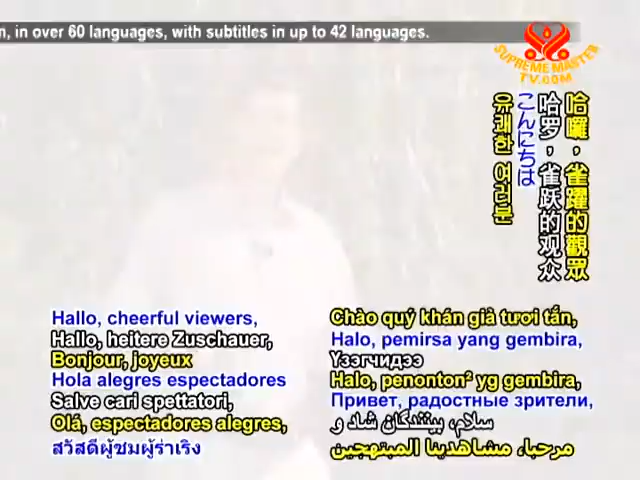 n, in over 60 languages, with subtitles in up to 42 languages.
SUPREME MASTER
TV.COM
哈囉，雀躍的觀眾
哈罗，雀跃的观众
こんにちは
유쾌한 여러분
Hallo, cheerful viewers,
Hallo, heitere Zuschauer,
Bonjour, joyeux
Hola alegres espectadores
Salve cari spettatori,
Olá, espectadores alegres,
สวัสดีผู้ชมผู้ร่าเริง
Chào quý khán giả tươi tắn,
Halo, pemirsa yang gembira,
Үзэгчидээ
Halo, penonton² yg gembira,
Привет, радостные зрители,
سلام، بینندگان شاد و
مرحبا، مشاهدينا المبتهجين